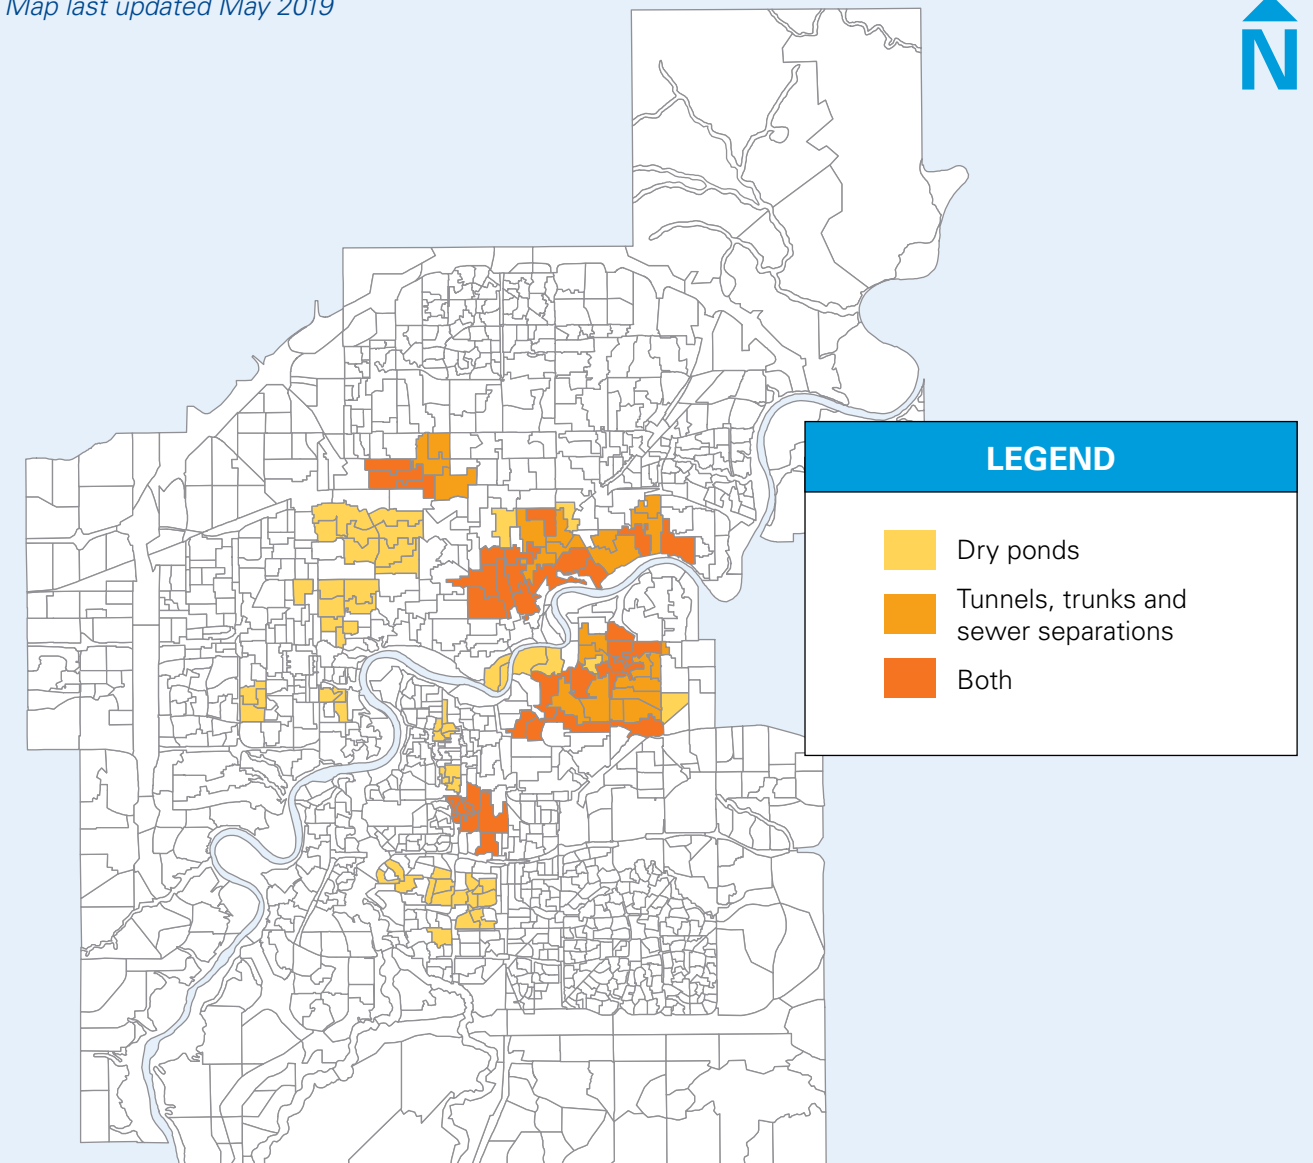 Map last updated May 2019
N
LEGEND
Dry ponds
Tunnels, trunks and
sewer separations
Both